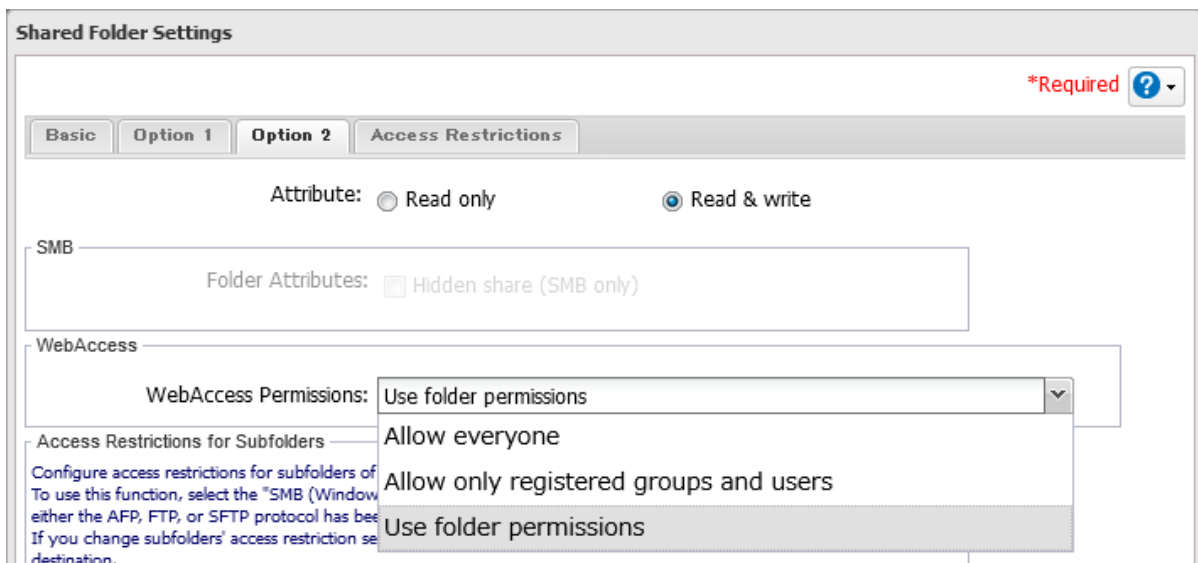 Shared Folder Settings
*Required
Basic Option 1 Option 2 Access Restrictions
Attribute: Read only Read & write
SMB
Folder Attributes: Hidden share (SMB only)
WebAccess
WebAccess Permissions: Use folder permissions
Allow everyone
Allow only registered groups and users
Use folder permissions
Access Restrictions for Subfolders
Configure access restrictions for subfolders of
To use this function, select the "SMB (Window
either the AFP, FTP, or SFTP protocol has bee
If you change subfolders' access restriction se
destination.